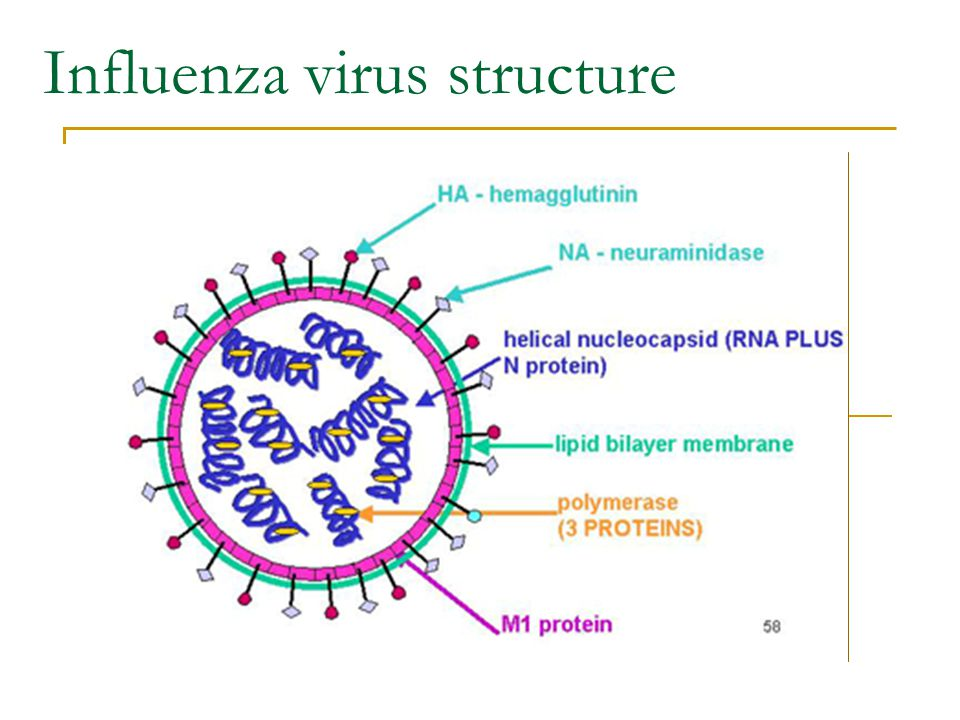 Influenza virus structure
HA - hemagglutinin
NA - neuraminidase
helical nucleocapsid (RNA PLUS
N protein)
lipid bilayer membrane
polymerase
(3 PROTEINS)
M1 protein
58